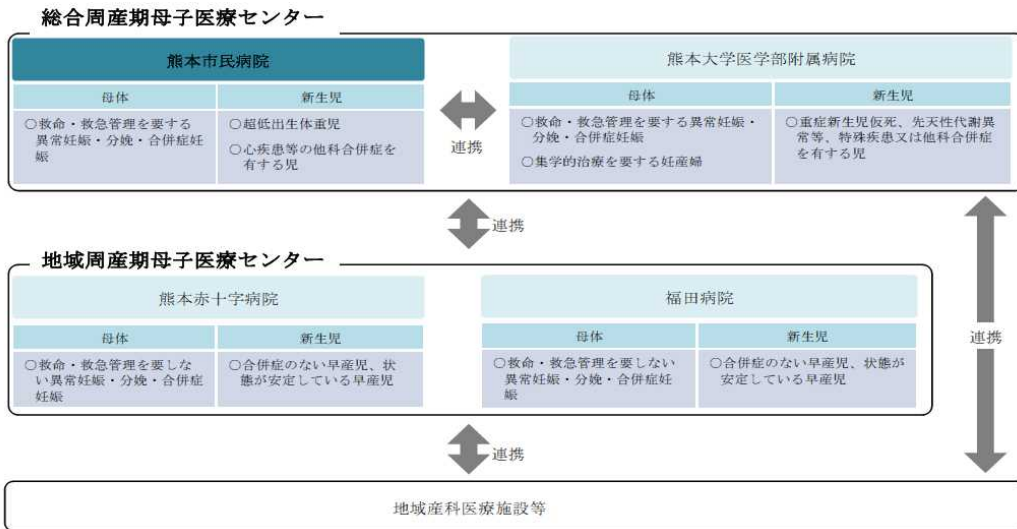 総合周産期母子医療センター
熊本市民病院
母体
新生児
○救命・救急管理を要する
異常妊娠・分娩・合併症妊
娠
○超低出生体重児
○心疾患等の他科合併症を
有する児
連携
熊本大学医学部附属病院
母体
新生児
○救命・救急管理を要する異常妊娠・
分娩・合併症妊娠
○集学的治療を要する妊産婦
○重症新生児仮死、先天性代謝異
常等、特殊疾患又は他科合併症
を有する児
連携
地域周産期母子医療センター
熊本赤十字病院
母体
新生児
○救命・救急管理を要しな
い異常妊娠・分娩・合併症
妊娠
○合併症のない早産児、状
態が安定している早産児
福田病院
母体
新生児
○救命・救急管理を要しない
異常妊娠・分娩・合併症妊
娠
○合併症のない早産児、状態が
安定している早産児
連携
連携
地域産科医療施設等